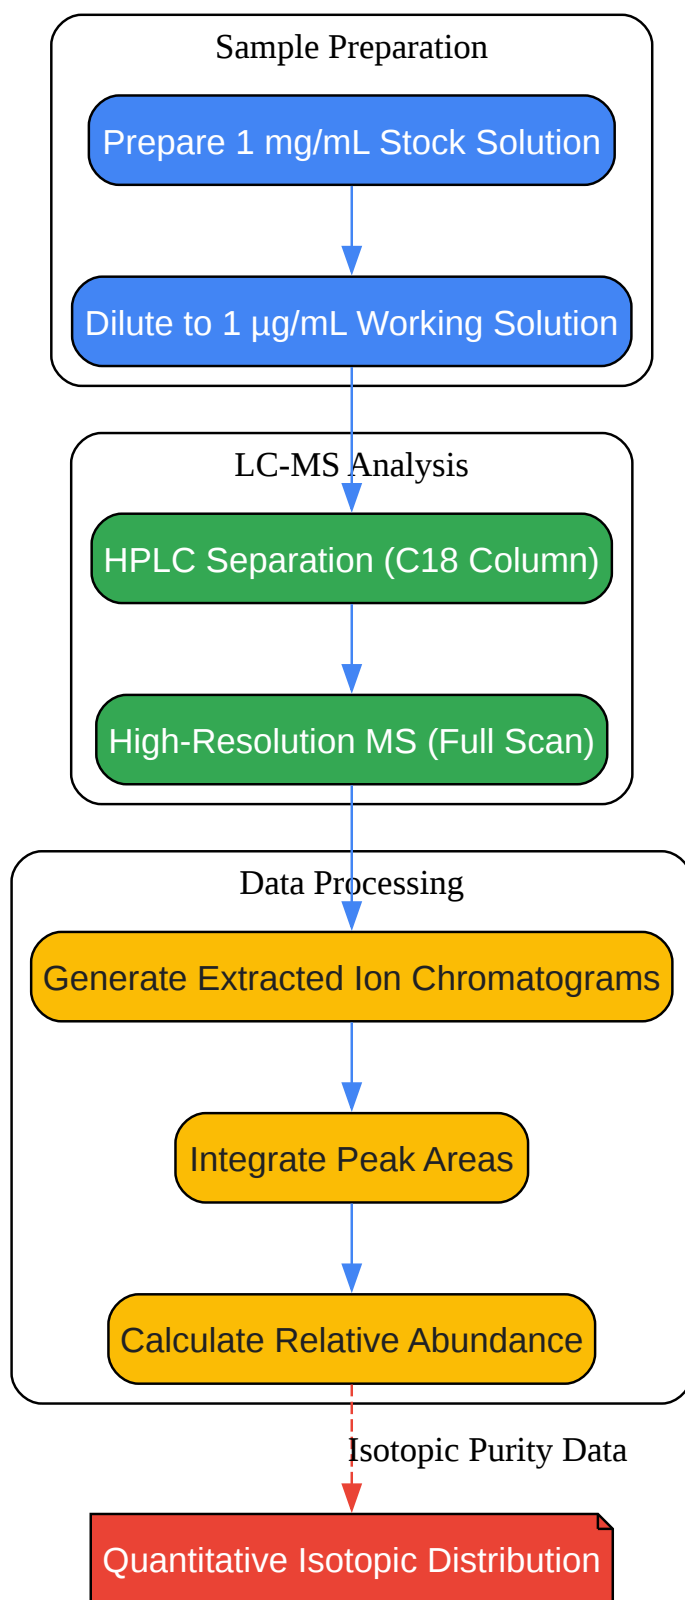 Sample Preparation
Prepare 1 mg/mL Stock Solution
Dilute to 1 µg/mL Working Solution
LC-MS Analysis
HPLC Separation (C18 Column)
High-Resolution MS (Full Scan)
Data Processing
Generate Extracted Ion Chromatograms
Integrate Peak Areas
Calculate Relative Abundance
Isotopic Purity Data
Quantitative Isotopic Distribution